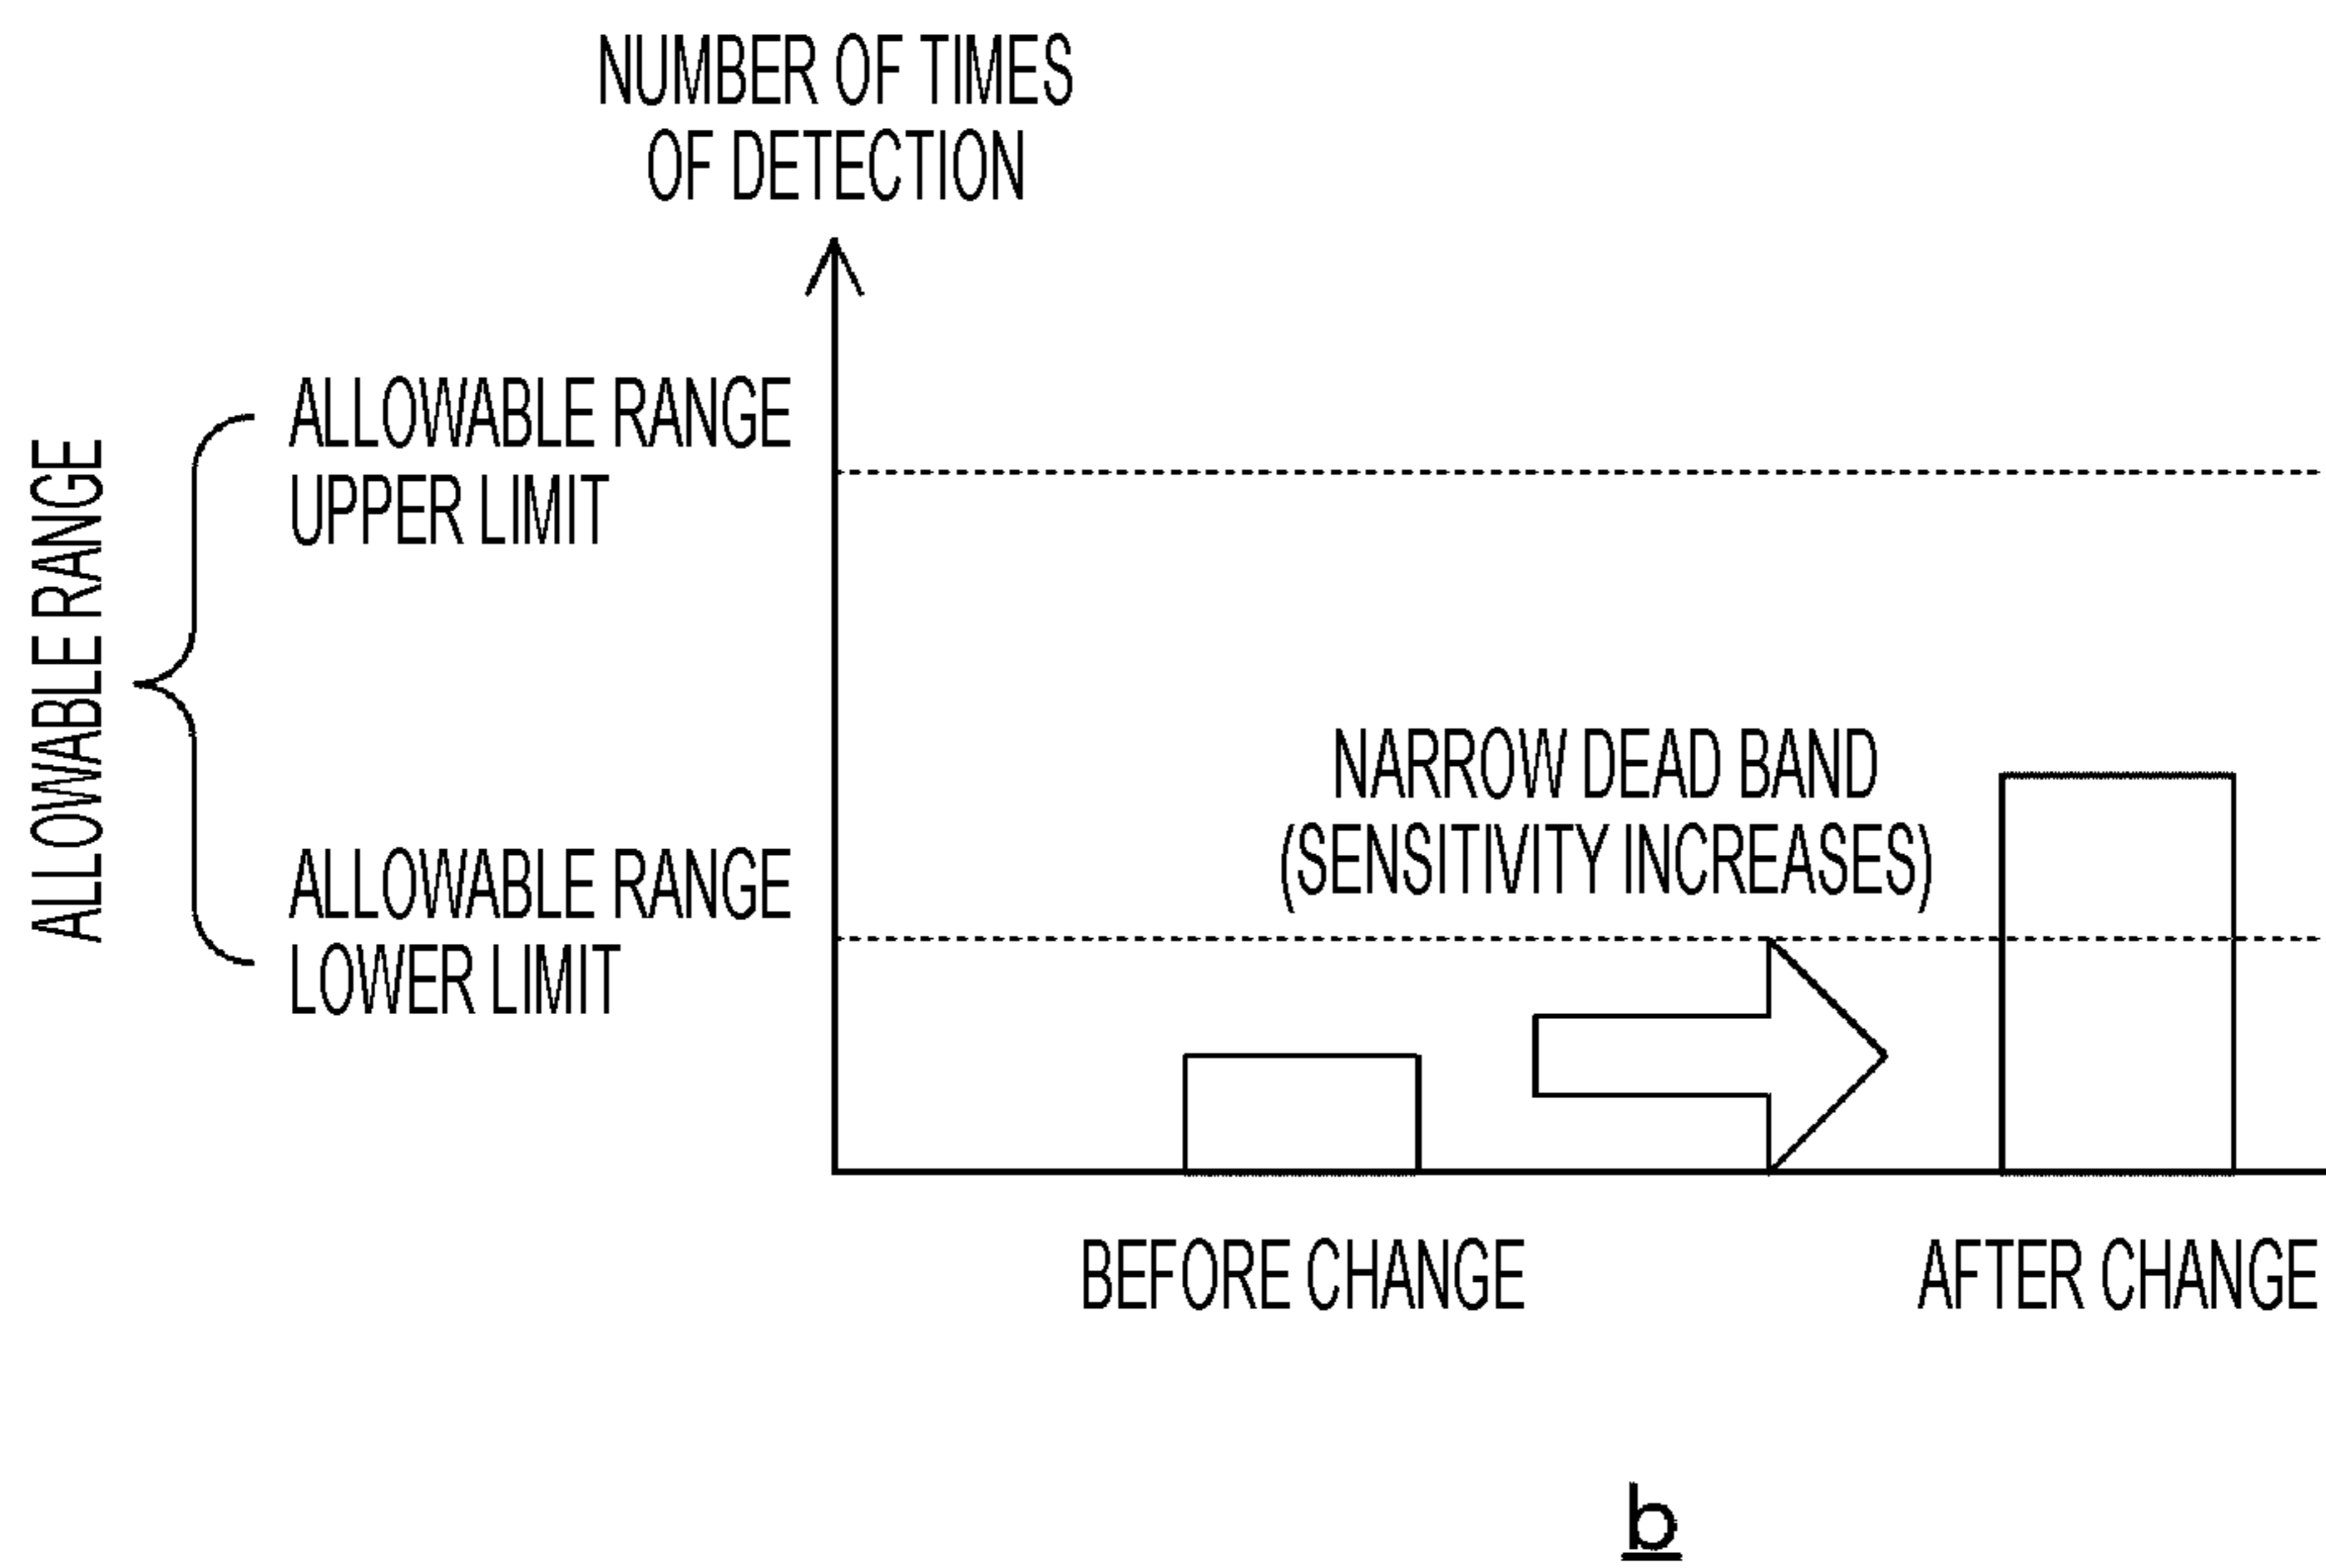 NUMBER OF TIMES
OF DETECTION
ALLOWABLE RANGE
ALLOWABLE RANGE
UPPER LIMIT
ALLOWABLE RANGE
LOWER LIMIT
NARROW DEAD BAND
(SENSITIVITY INCREASES)
BEFORE CHANGE
AFTER CHANGE
b